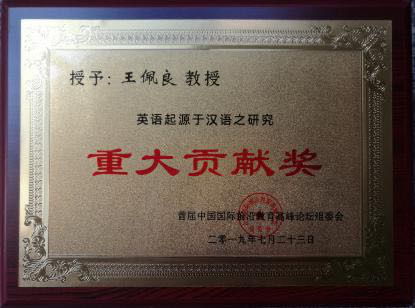 授予：王佩良 教授
英语起源于汉语之研究
重大贡献奖
首届中国国际前沿教育高峰论坛组委会
二零一九年七月二十三日